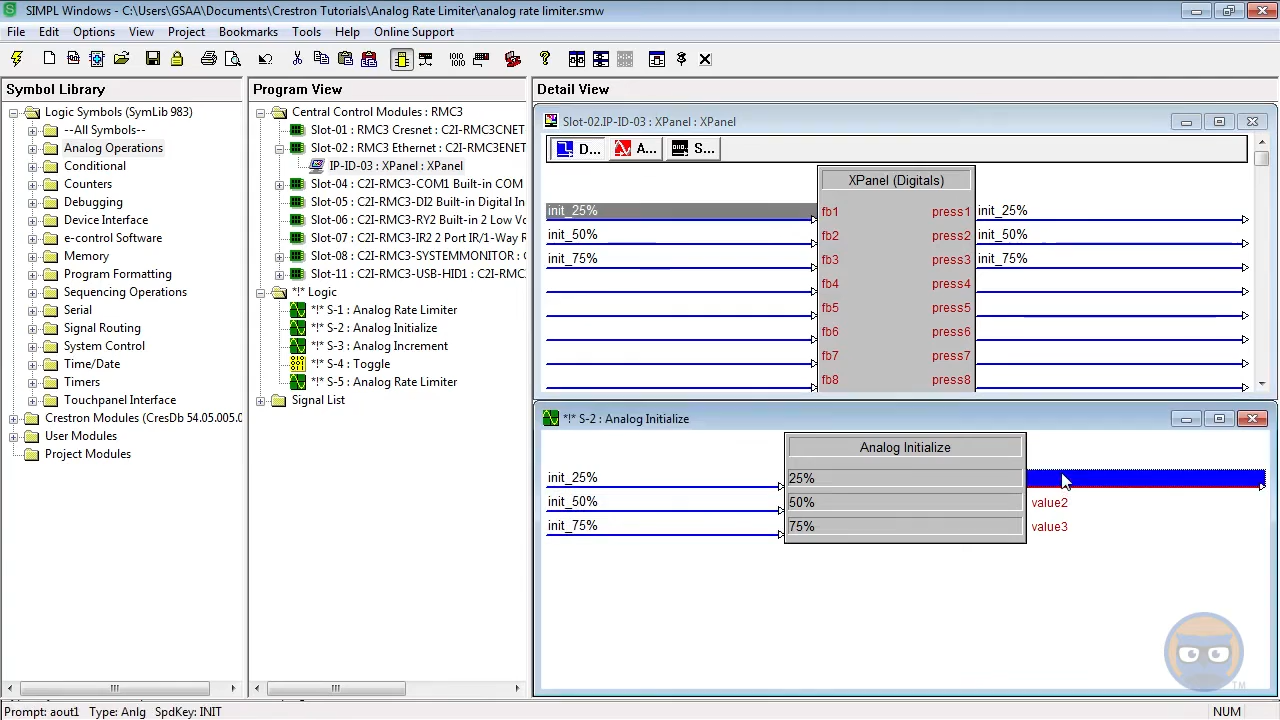 SIMPL Windows - C:\Users\GSAA\Documents\Crestron Tutorials\Analog Rate Limiter\analog rate limiter.smw
File Edit Options View Project Bookmarks Tools Help Online Support
Symbol Library
Logic Symbols (SymLib 983)
--All Symbols--
Analog Operations
Conditional
Counters
Debugging
Device Interface
e-control Software
Memory
Program Formatting
Sequencing Operations
Serial
Signal Routing
System Control
Time/Date
Timers
Touchpanel Interface
Crestron Modules (CresDb 54.05.005.0
User Modules
Project Modules
Program View
Central Control Modules : RMC3
Slot-01 : RMC3 Cresnet : C2I-RMC3CNET
Slot-02 : RMC3 Ethernet : C2I-RMC3ENET
IP-ID-03 : XPanel : XPanel
Slot-04 : C2I-RMC3-COM1 Built-in COM
Slot-05 : C2I-RMC3-DI2 Built-in Digital In
Slot-06 : C2I-RMC3-RY2 Built-in 2 Low Vo
Slot-07 : C2I-RMC3-IR2 2 Port IR/1-Way R
Slot-08 : C2I-RMC3-SYSTEMMONITOR : C
Slot-11 : C2I-RMC3-USB-HID1 : C2I-RMC
*!* Logic
*!* S-1 : Analog Rate Limiter
*!* S-2 : Analog Initialize
*!* S-3 : Analog Increment
*!* S-4 : Toggle
*!* S-5 : Analog Rate Limiter
Signal List
Detail View
Slot-02.IP-ID-03 : XPanel : XPanel
D... A... S...
XPanel (Digitals)
init_25% fb1 press1 init_25%
init_50% fb2 press2 init_50%
init_75% fb3 press3 init_75%
fb4 press4
fb5 press5
fb6 press6
fb7 press7
fb8 press8
*!* S-2 : Analog Initialize
Analog Initialize
init_25% 25%
init_50% 50% value2
init_75% 75% value3
TM
Prompt: aout1 Type: Anlg SpdKey: INIT
NUM